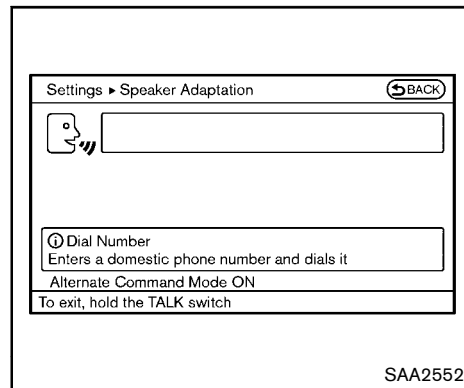 Settings ▸ Speaker Adaptation
BACK
ⓘ Dial Number
Enters a domestic phone number and dials it
Alternate Command Mode ON
To exit, hold the TALK switch
SAA2552